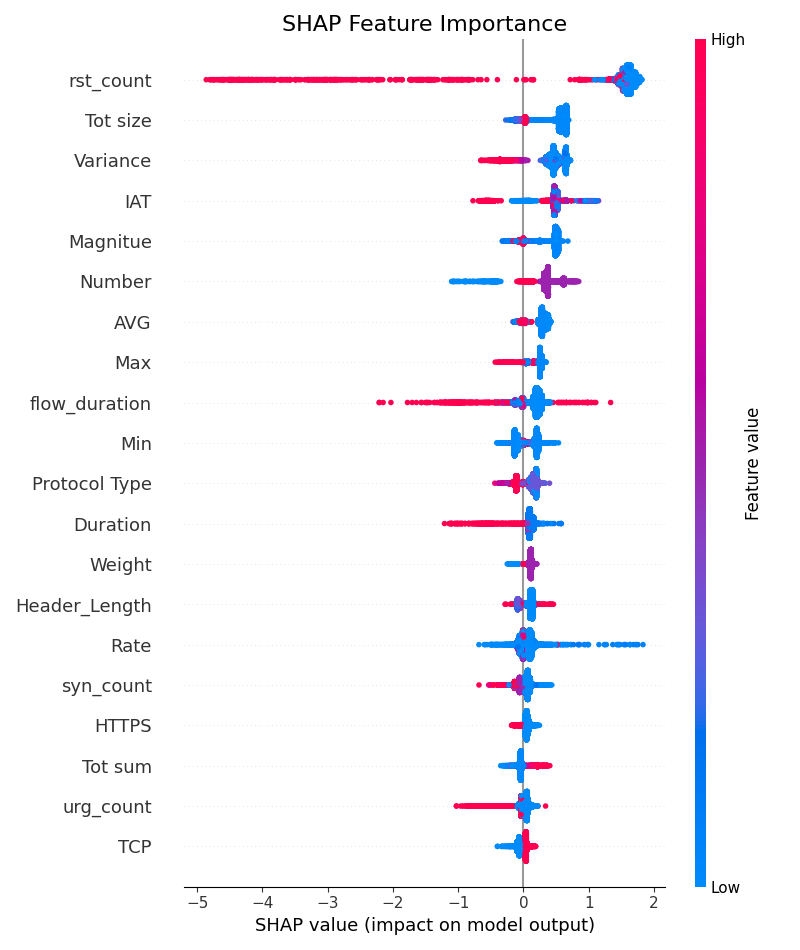 SHAP Feature Importance
High
rst_count
Tot size
Variance
IAT
Magnitue
Number
AVG
Max
flow_duration
Min
Protocol Type
Duration
Weight
Header_Length
Rate
syn_count
HTTPS
Tot sum
urg_count
TCP
Feature value
Low
−5 −4 −3 −2 −1 0 1 2
SHAP value (impact on model output)